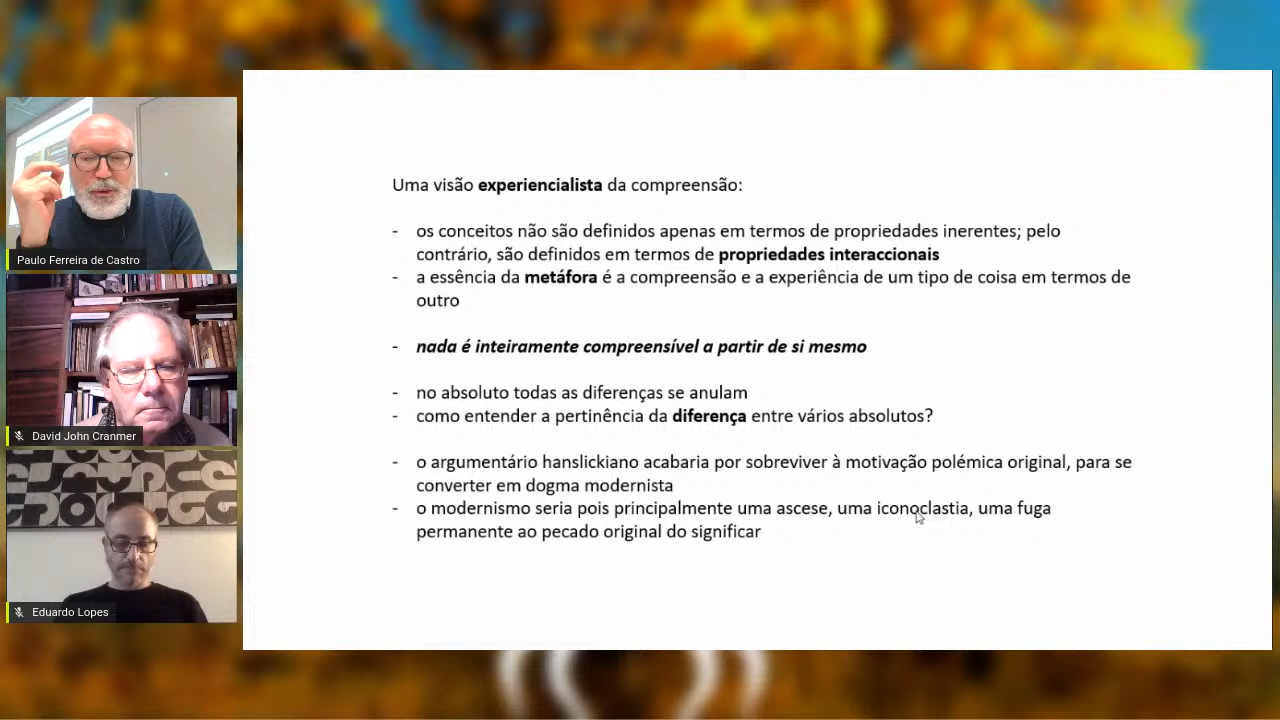 Paulo Ferreira de Castro
David John Cranmer
Eduardo Lopes
Uma visão experiencialista da compreensão:
- os conceitos não são definidos apenas em termos de propriedades inerentes; pelo
contrário, são definidos em termos de propriedades interaccionais
- a essência da metáfora é a compreensão e a experiência de um tipo de coisa em termos de
outro
- nada é inteiramente compreensível a partir de si mesmo
- no absoluto todas as diferenças se anulam
- como entender a pertinência da diferença entre vários absolutos?
- o argumentário hanslickiano acabaria por sobreviver à motivação polémica original, para se
converter em dogma modernista
- o modernismo seria pois principalmente uma ascese, uma iconoclastia, uma fuga
permanente ao pecado original do significar